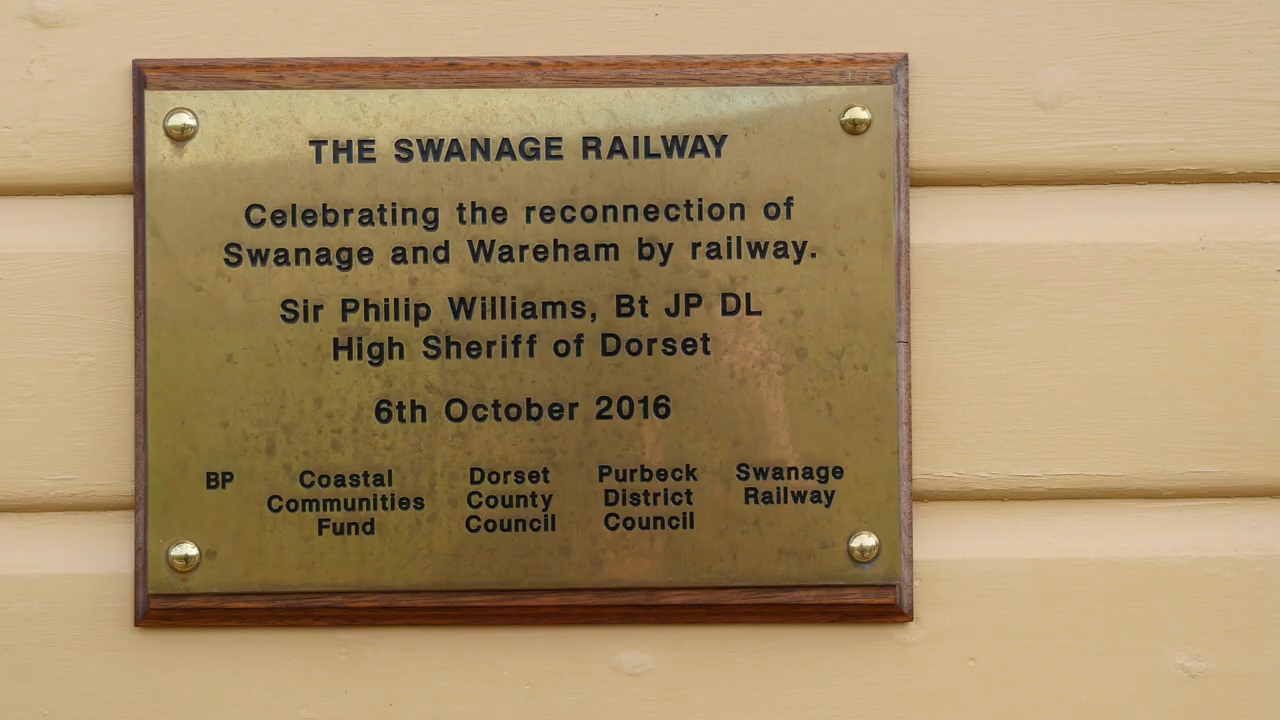 THE SWANAGE RAILWAY
Celebrating the reconnection of
Swanage and Wareham by railway.
Sir Philip Williams, Bt JP DL
High Sheriff of Dorset
6th October 2016
BP
Coastal
Communities
Fund
Dorset
County
Council
Purbeck
District
Council
Swanage
Railway